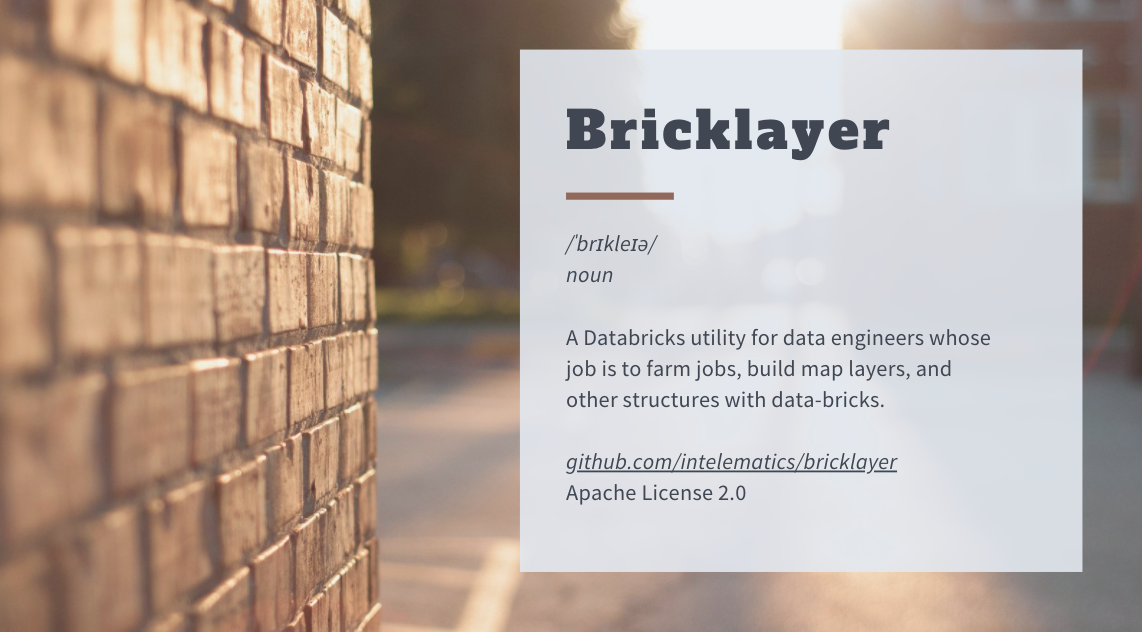 Bricklayer
/ˈbrɪkleɪə/
noun
A Databricks utility for data engineers whose
job is to farm jobs, build map layers, and
other structures with data-bricks.
github.com/intelematics/bricklayer
Apache License 2.0